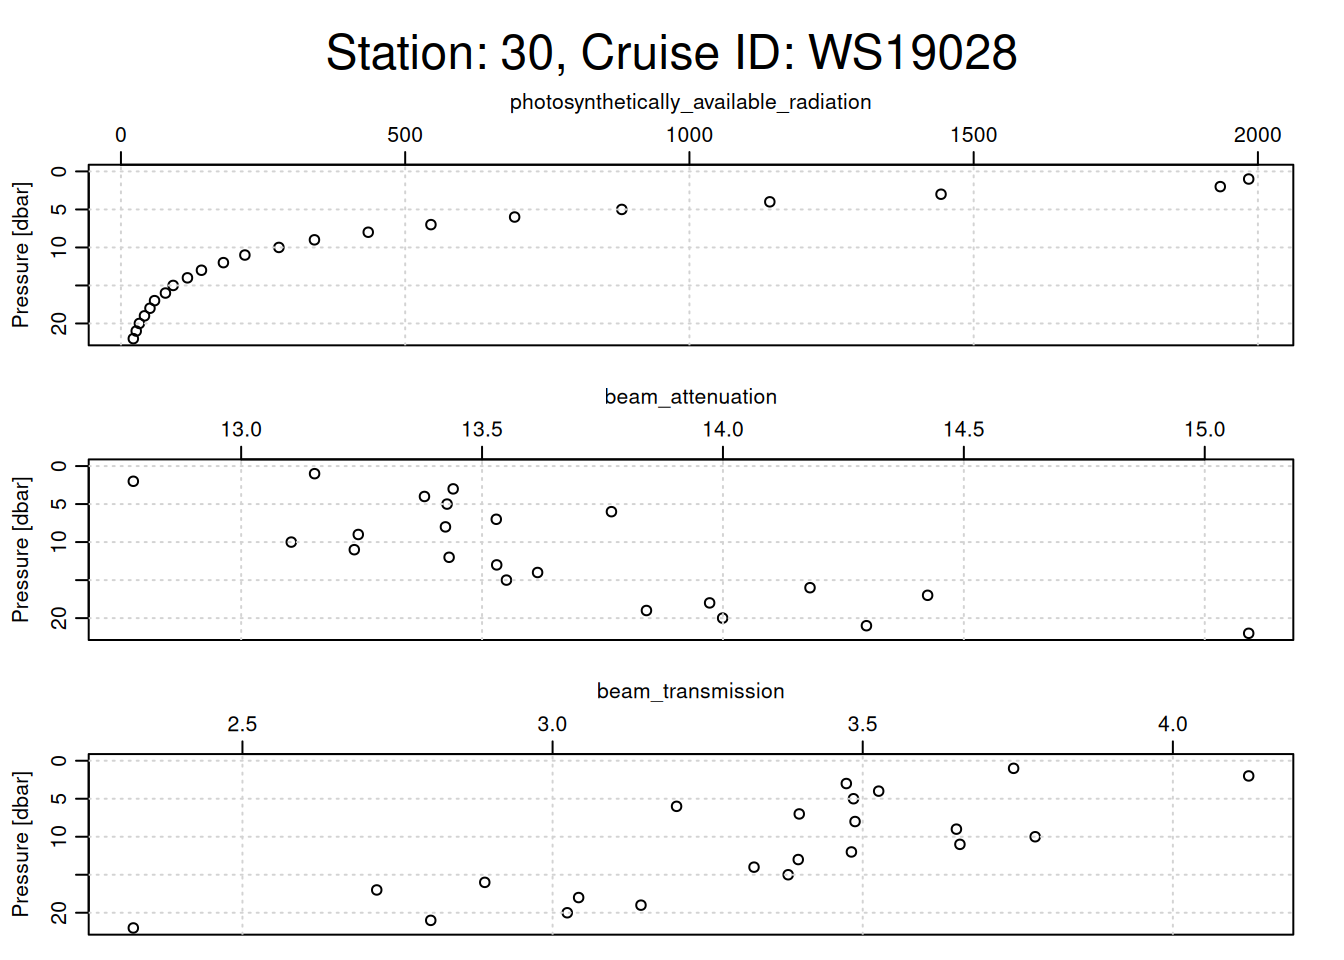 Station: 30, Cruise ID: WS19028
photosynthetically_available_radiation
0 500 1000 1500 2000
Pressure [dbar]
0
5
10
20
beam_attenuation
13.0 13.5 14.0 14.5 15.0
Pressure [dbar]
0
5
10
20
beam_transmission
2.5 3.0 3.5 4.0
Pressure [dbar]
0
5
10
20